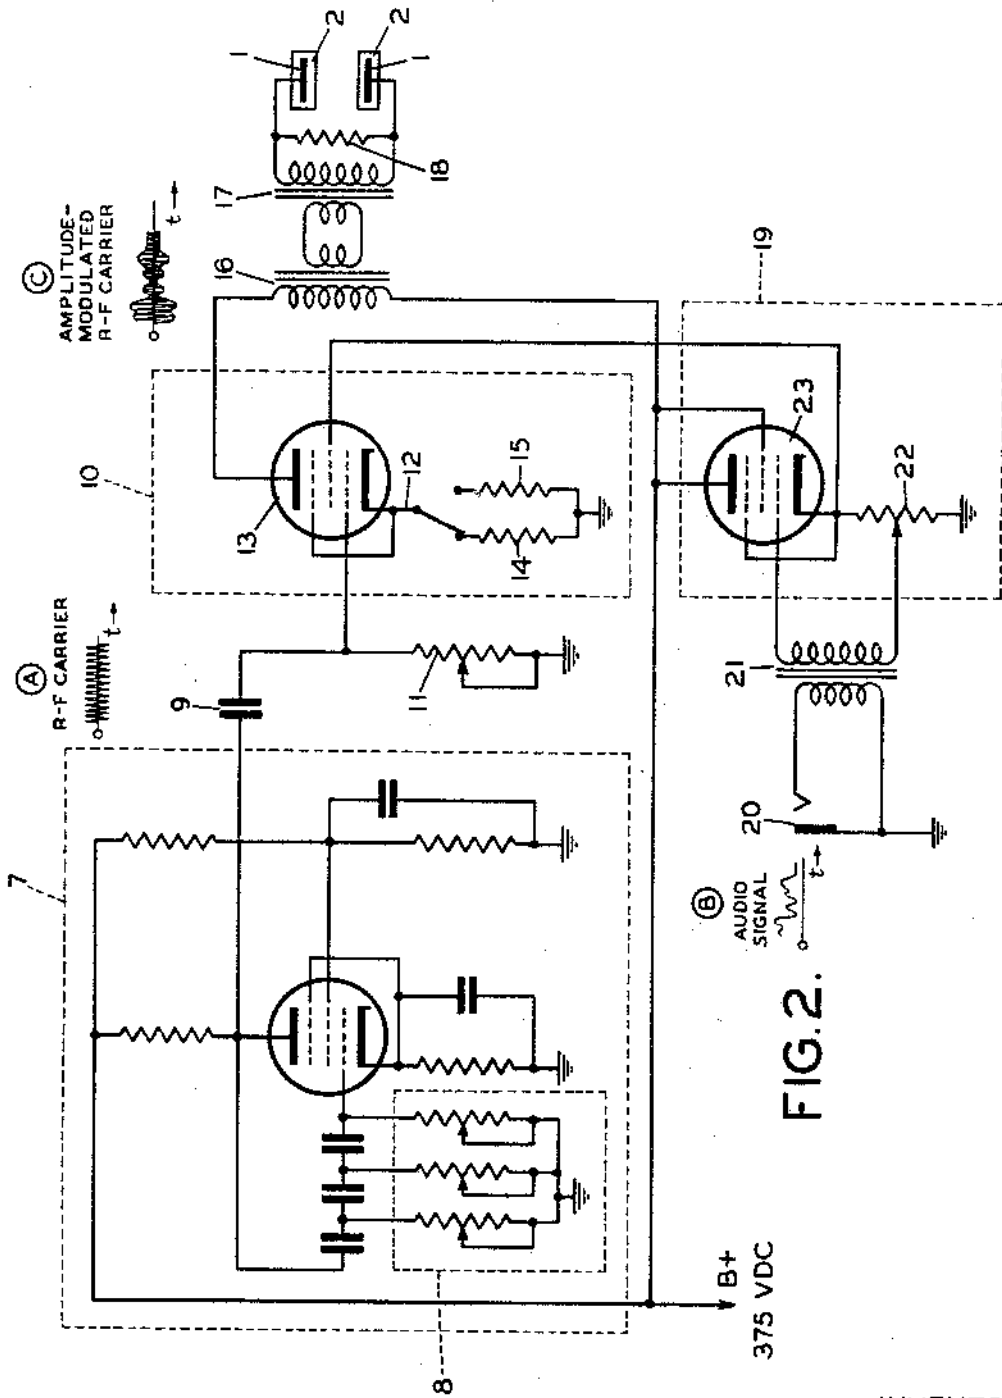 Ⓒ
AMPLITUDE-
MODULATED
R-F CARRIER
t
Ⓐ
R-F CARRIER
t
1
2
2
1
16
17
18
10
13
12
14
15
9
11
7
8
19
23
22
21
20
Ⓑ
AUDIO
SIGNAL
t
B+
375 VDC
FIG. 2.